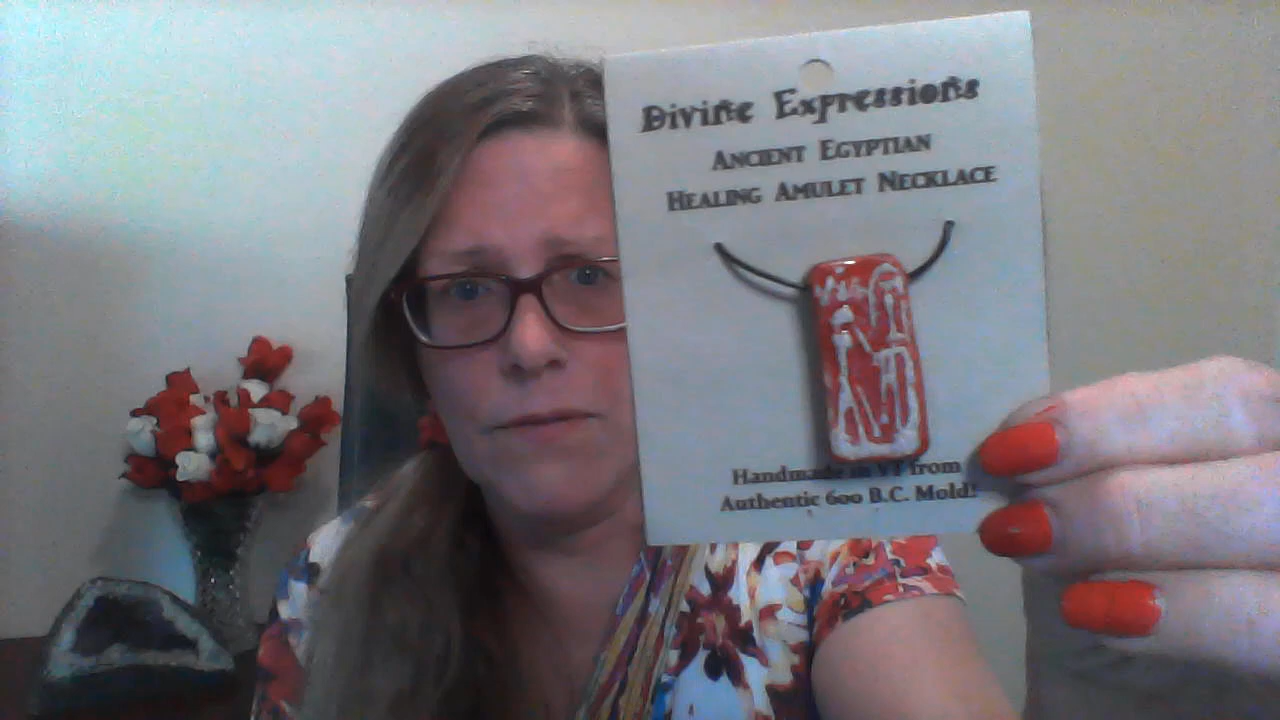 Divine Expressions
Ancient Egyptian
Healing Amulet Necklace
Handmade in VT from
Authentic 600 B.C. Mold!